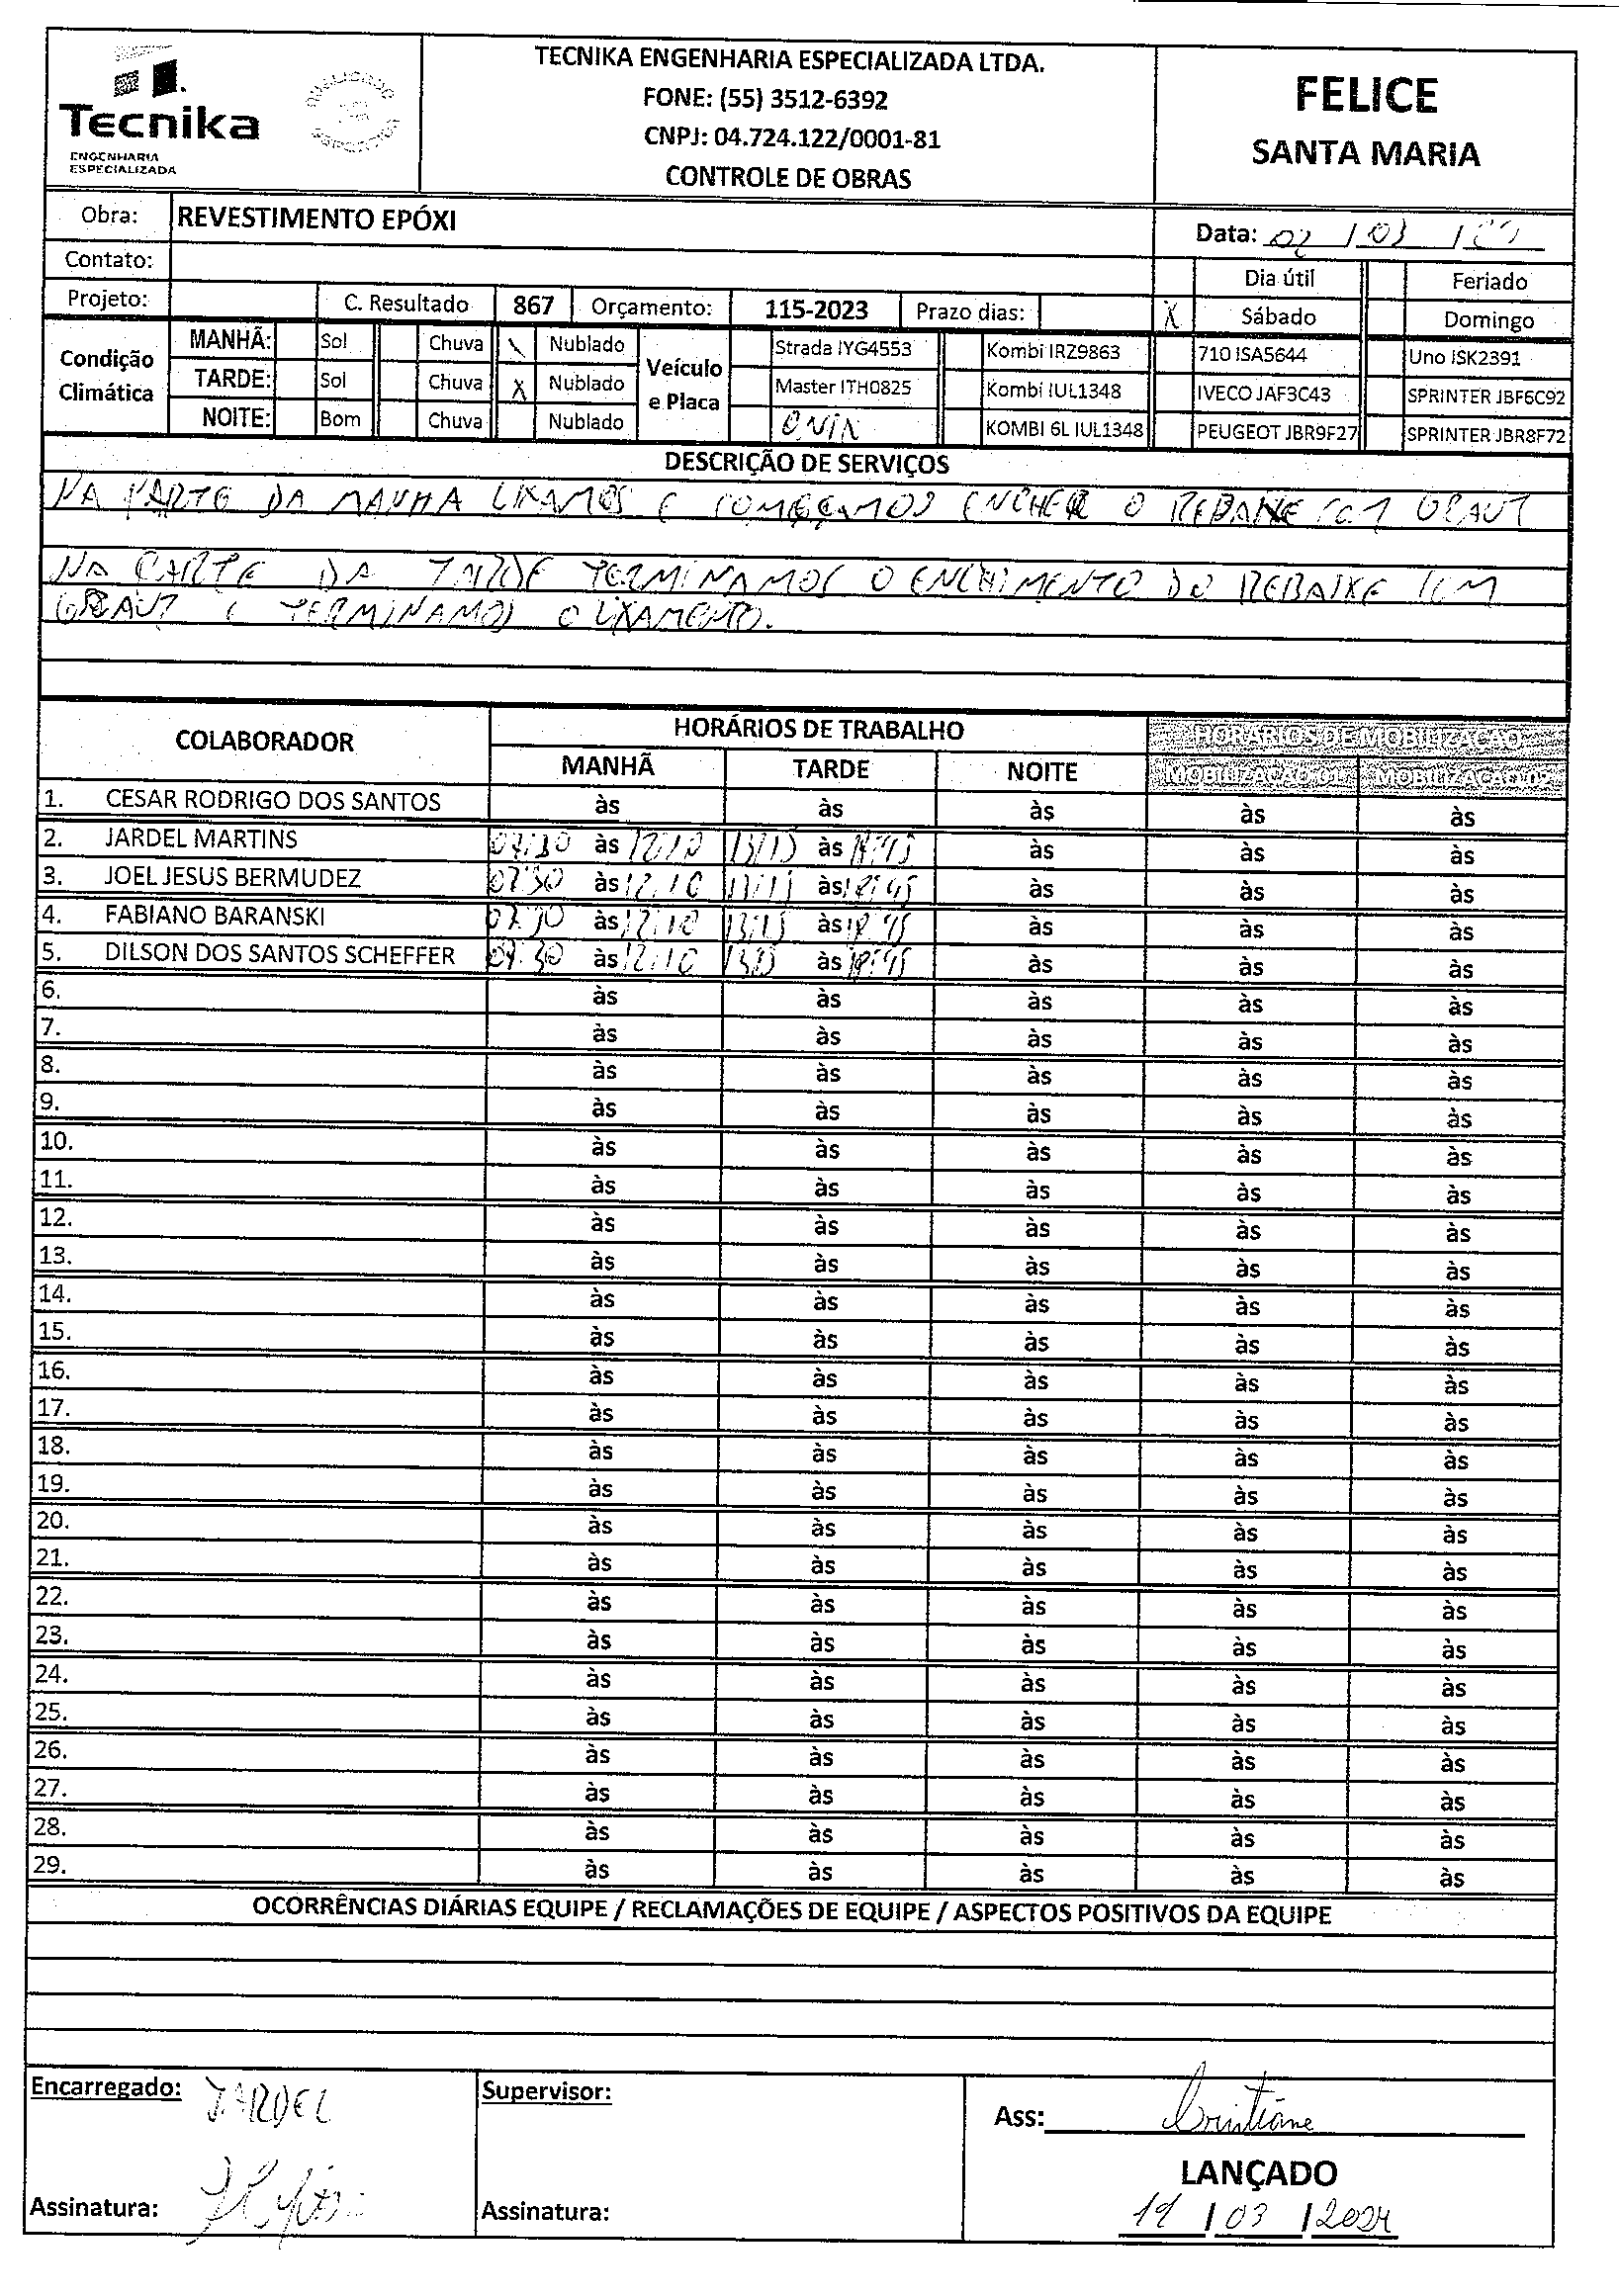 TECNIKA ENGENHARIA ESPECIALIZADA LTDA.
FONE: (55) 3512-6392
CNPJ: 04.724.122/0001-81
CONTROLE DE OBRAS
Tecnika
ENGENHARIA
ESPECIALIZADA
FELICE
SANTA MARIA
Obra: REVESTIMENTO EPÓXI
Data: 02 / 03 /
Contato:
Dia útil Feriado
Projeto: C. Resultado 867 Orçamento: 115-2023 Prazo dias: X Sábado Domingo
Condição Climática
MANHÃ: Sol Chuva \ Nublado
TARDE: Sol Chuva X Nublado
NOITE: Bom Chuva Nublado
Veículo e Placa
Strada IYG4553 Kombi IRZ9863 710 ISA5644 Uno ISK2391
Master ITH0825 Kombi IUL1348 IVECO JAF3C43 SPRINTER JBF6C92
ONIX KOMBI 6L IUL1348 PEUGEOT JBR9F27 SPRINTER JBR8F72
DESCRIÇÃO DE SERVIÇOS
NA PARTE DA MANHA LIXAMOS E COMEÇAMOS ENCHER O REBAIXE COM GRAUT
NA PARTE DA TARDE TERMINAMOS O ENCHIMENTO DO REBAIXE COM
GRAUT E TERMINAMOS O LIXAMENTO.
COLABORADOR HORÁRIOS DE TRABALHO HORÁRIOS DE MOBILIZAÇÃO
MANHÃ TARDE NOITE MOBILIZAÇÃO 01 MOBILIZAÇÃO 02
1. CESAR RODRIGO DOS SANTOS às às às às às
2. JARDEL MARTINS 07:30 às 12:10 13:15 às às às às
3. JOEL JESUS BERMUDEZ 07:30 às 12:10 13:15 às 18:45 às às às
4. FABIANO BARANSKI 07:30 às 12:10 13:15 às 18:45 às às às
5. DILSON DOS SANTOS SCHEFFER 07:30 às 12:10 13:15 às 18:45 às às às
6. às às às às às
7. às às às às às
8. às às às às às
9. às às às às às
10. às às às às às
11. às às às às às
12. às às às às às
13. às às às às às
14. às às às às às
15. às às às às às
16. às às às às às
17. às às às às às
18. às às às às às
19. às às às às às
20. às às às às às
21. às às às às às
22. às às às às às
23. às às às às às
24. às às às às às
25. às às às às às
26. às às às às às
27. às às às às às
28. às às às às às
29. às às às às às
OCORRÊNCIAS DIÁRIAS EQUIPE / RECLAMAÇÕES DE EQUIPE / ASPECTOS POSITIVOS DA EQUIPE
Encarregado: JARDEL
Supervisor:
Ass: Cristiane
LANÇADO
Assinatura:
Assinatura:
19 / 03 / 2024